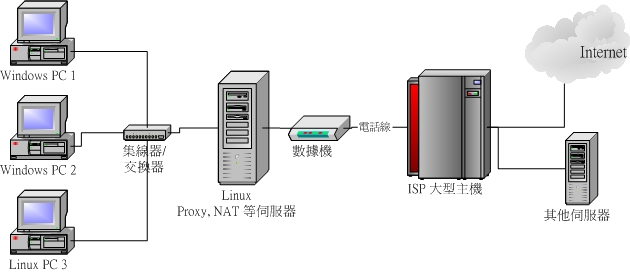 Windows PC 1
Windows PC 2
Linux PC 3
集線器/
交換器
Linux
Proxy, NAT 等伺服器
數據機
電話線
ISP 大型主機
Internet
其他伺服器